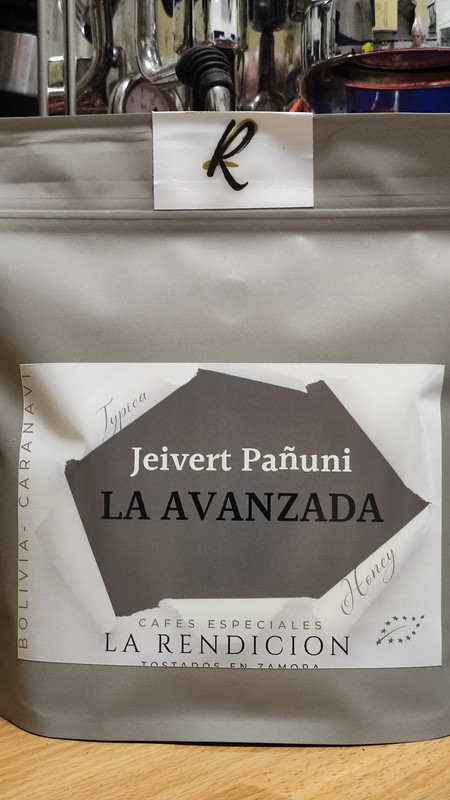 R
Typica
Jeivert Pañuni
LA AVANZADA
Honey
BOLIVIA - CARANAVI
CAFES ESPECIALES
LA RENDICION
TOSTADOS EN ZAMORA